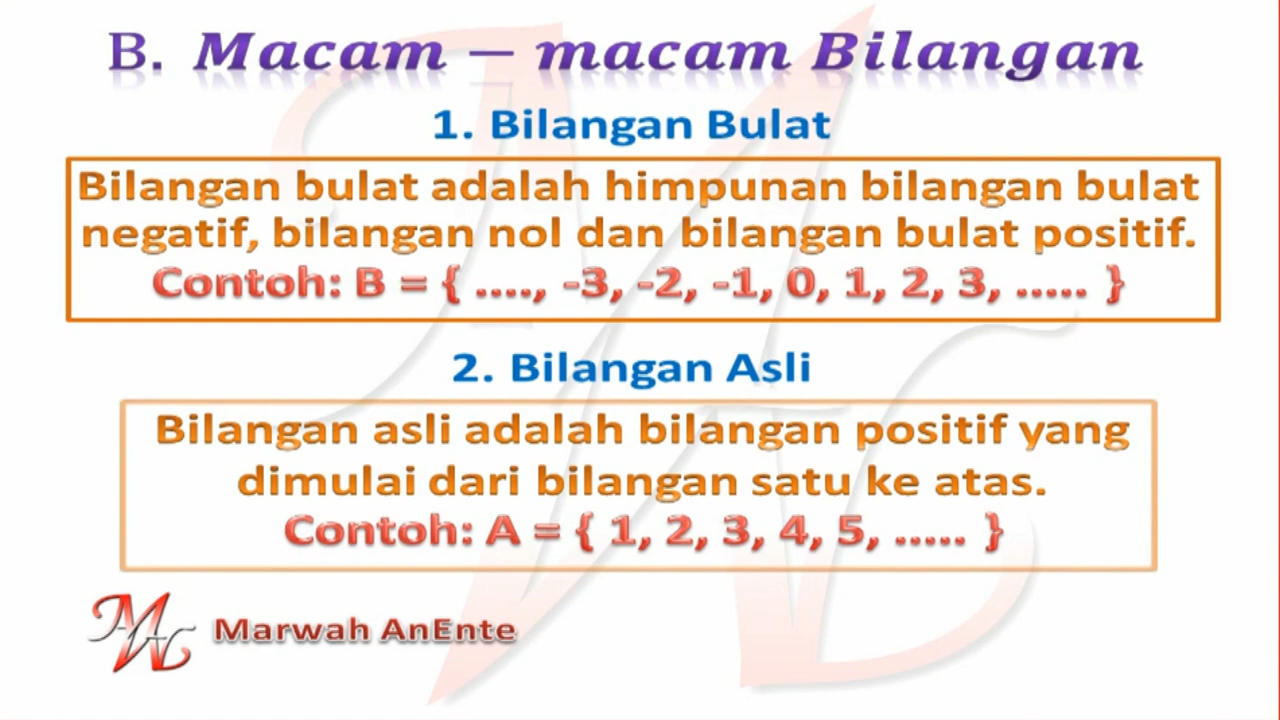 B. Macam – macam Bilangan
1. Bilangan Bulat
Bilangan bulat adalah himpunan bilangan bulat
negatif, bilangan nol dan bilangan bulat positif.
Contoh: B = { ...., -3, -2, -1, 0, 1, 2, 3, ..... }
2. Bilangan Asli
Bilangan asli adalah bilangan positif yang
dimulai dari bilangan satu ke atas.
Contoh: A = { 1, 2, 3, 4, 5, ..... }
Marwah AnEnte